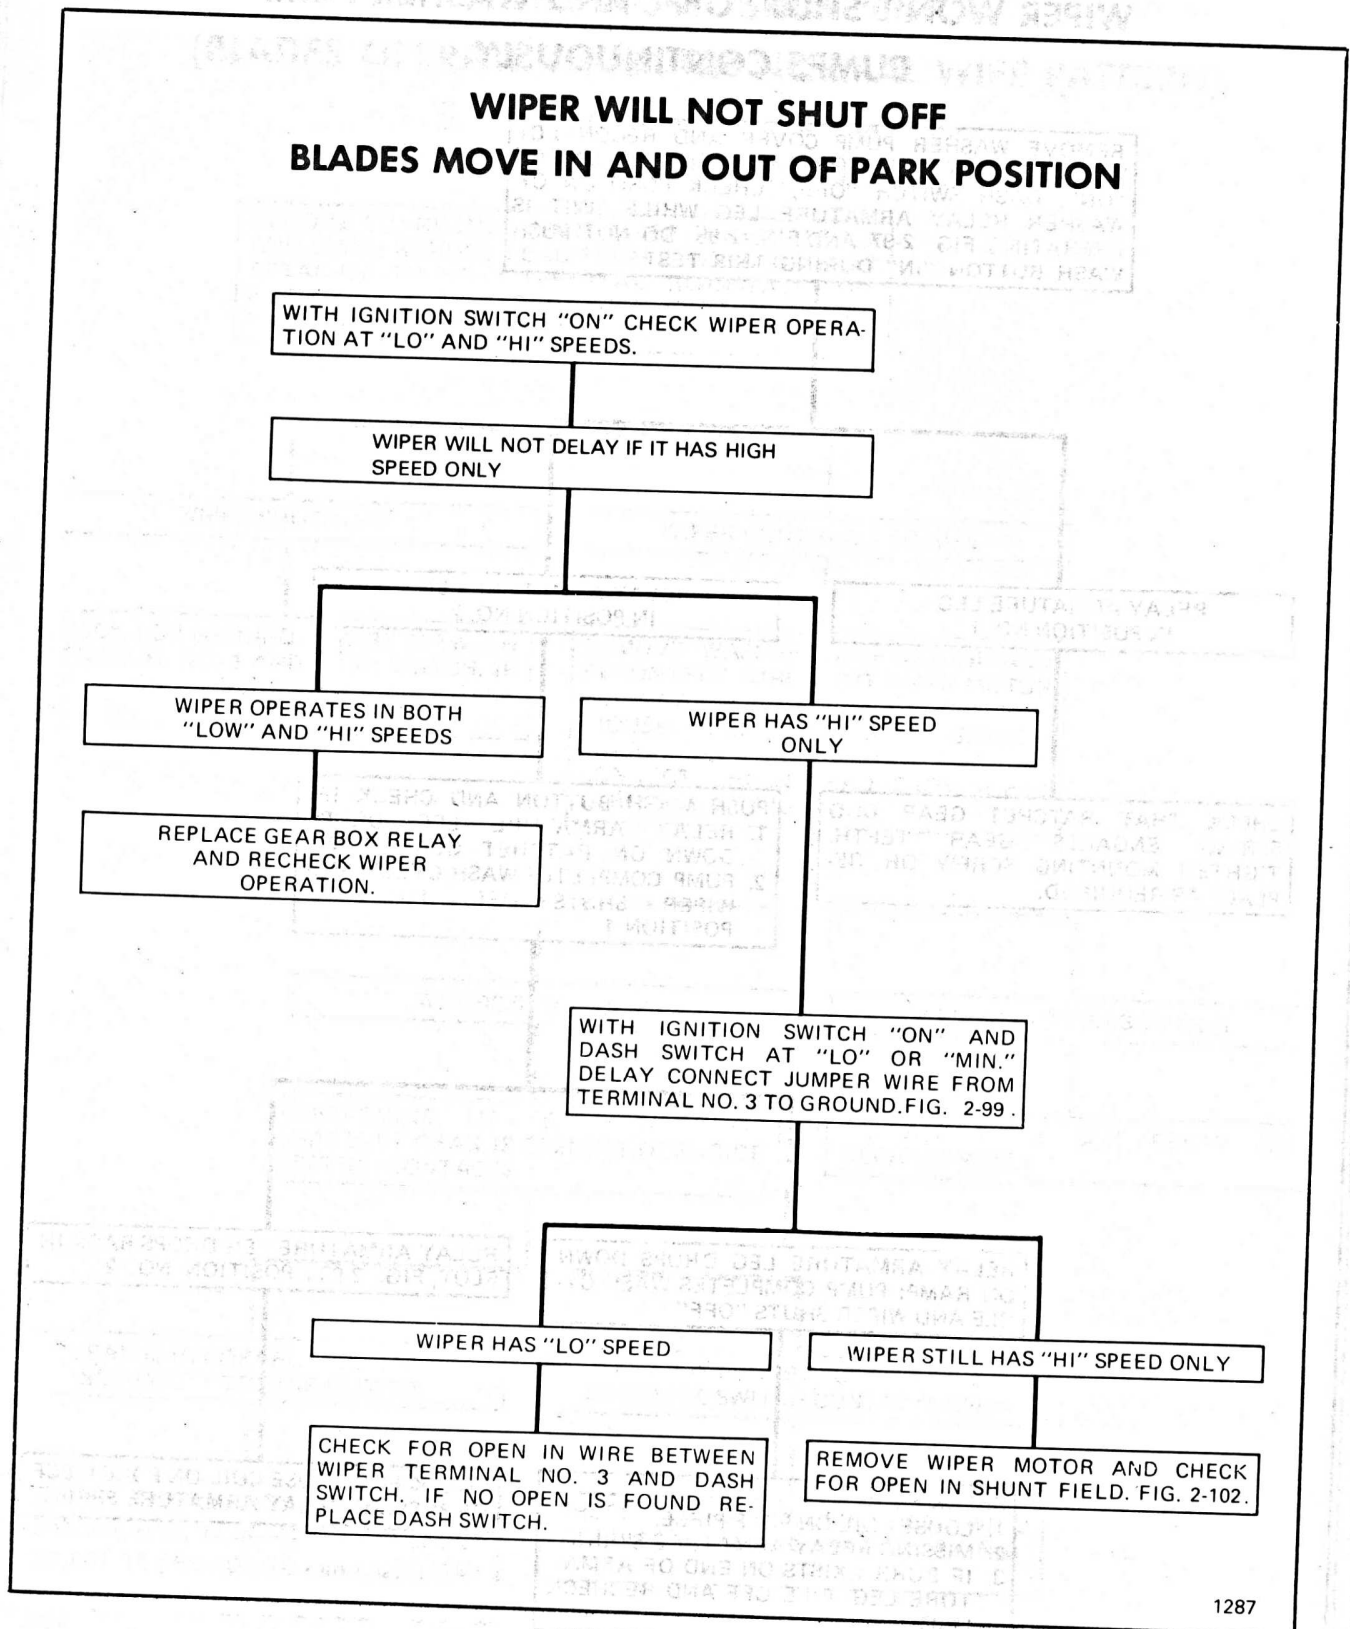 WIPER WILL NOT SHUT OFF
BLADES MOVE IN AND OUT OF PARK POSITION
WITH IGNITION SWITCH "ON" CHECK WIPER OPERA-
TION AT "LO" AND "HI" SPEEDS.
WIPER WILL NOT DELAY IF IT HAS HIGH
SPEED ONLY
WIPER OPERATES IN BOTH
"LOW" AND "HI" SPEEDS
REPLACE GEAR BOX RELAY
AND RECHECK WIPER
OPERATION.
WIPER HAS "HI" SPEED
ONLY
WITH IGNITION SWITCH "ON" AND
DASH SWITCH AT "LO" OR "MIN."
DELAY CONNECT JUMPER WIRE FROM
TERMINAL NO. 3 TO GROUND.FIG. 2-99.
WIPER HAS "LO" SPEED
CHECK FOR OPEN IN WIRE BETWEEN
WIPER TERMINAL NO. 3 AND DASH
SWITCH. IF NO OPEN IS FOUND RE-
PLACE DASH SWITCH.
WIPER STILL HAS "HI" SPEED ONLY
REMOVE WIPER MOTOR AND CHECK
FOR OPEN IN SHUNT FIELD. FIG. 2-102.
1287